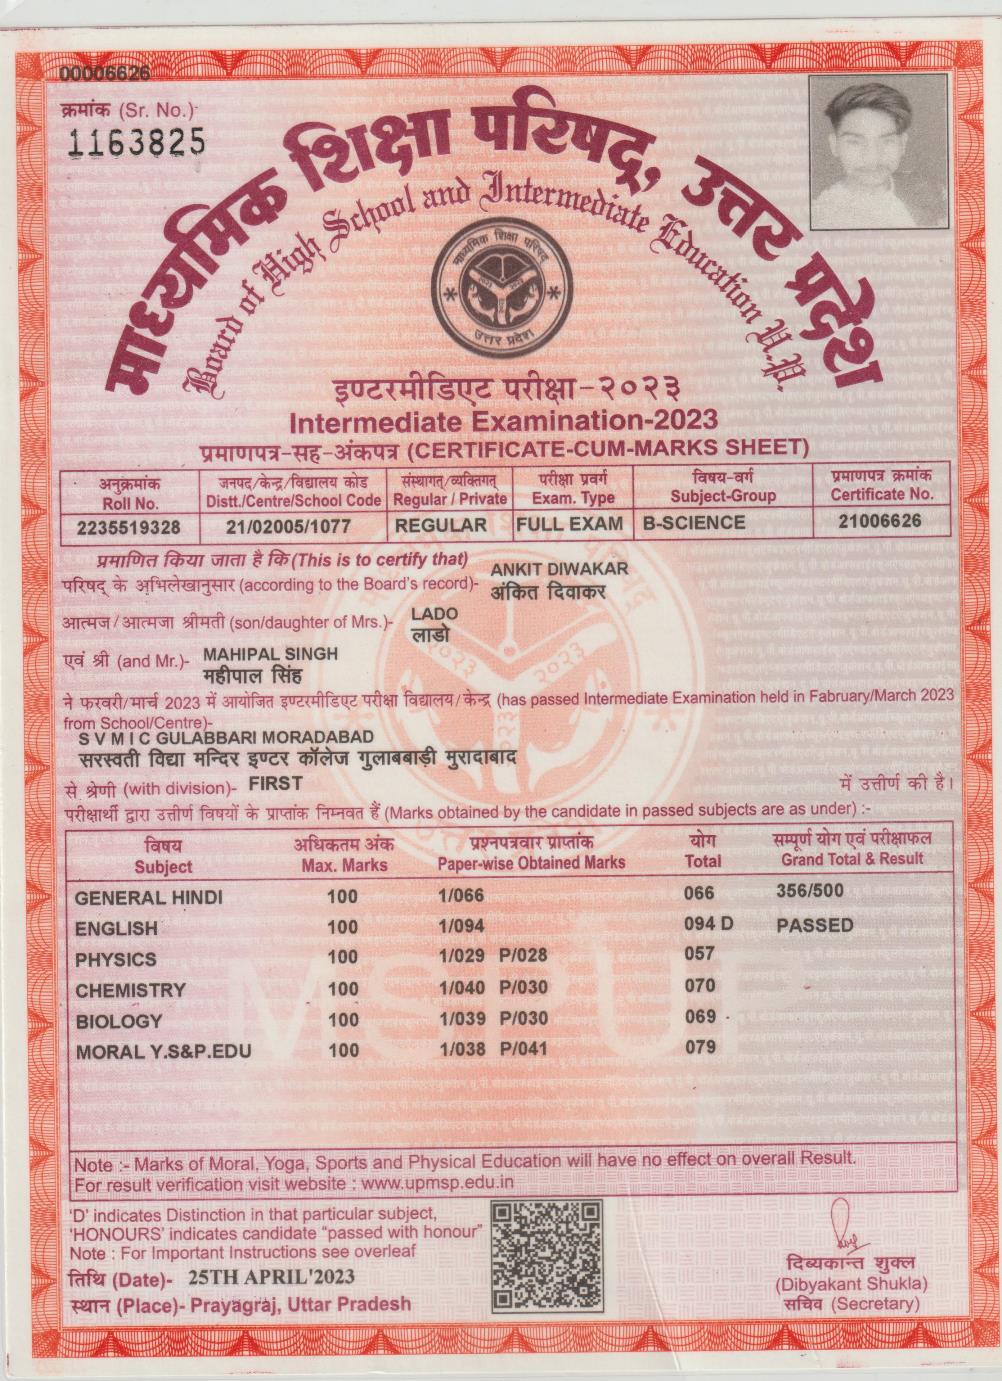 00006626
क्रमांक (Sr. No.)
1163825
माध्यमिक शिक्षा परिषद्, उत्तर प्रदेश
Board of High School and Intermediate Education U.P.
माध्यमिक शिक्षा परिषद
उत्तर प्रदेश
इण्टरमीडिएट परीक्षा-२०२३
Intermediate Examination-2023
प्रमाणपत्र-सह-अंकपत्र (CERTIFICATE-CUM-MARKS SHEET)
अनुक्रमांक जनपद/केन्द्र/विद्यालय कोड संस्थागत्/व्यक्तिगत् परीक्षा प्रवर्ग विषय-वर्ग प्रमाणपत्र क्रमांक
Roll No. Distt./Centre/School Code Regular / Private Exam. Type Subject-Group Certificate No.
2235519328 21/02005/1077 REGULAR FULL EXAM B-SCIENCE 21006626
प्रमाणित किया जाता है कि (This is to certify that) ANKIT DIWAKAR
परिषद् के अभिलेखानुसार (according to the Board's record)- अंकित दिवाकर
आत्मज/आत्मजा श्रीमती (son/daughter of Mrs.)- LADO
लाडो
एवं श्री (and Mr.)- MAHIPAL SINGH
महीपाल सिंह
ने फरवरी/मार्च 2023 में आयोजित इण्टरमीडिएट परीक्षा विद्यालय/केन्द्र (has passed Intermediate Examination held in Fabruary/March 2023
from School/Centre)-
S V M I C GULABBARI MORADABAD
सरस्वती विद्या मन्दिर इण्टर कॉलेज गुलाबबाड़ी मुरादाबाद
से श्रेणी (with division)- FIRST में उत्तीर्ण की है।
परीक्षार्थी द्वारा उत्तीर्ण विषयों के प्राप्तांक निम्नवत हैं (Marks obtained by the candidate in passed subjects are as under) :-
विषय अधिकतम अंक प्रश्नपत्रवार प्राप्तांक योग सम्पूर्ण योग एवं परीक्षाफल
Subject Max. Marks Paper-wise Obtained Marks Total Grand Total & Result
GENERAL HINDI 100 1/066 066 356/500
ENGLISH 100 1/094 094 D PASSED
PHYSICS 100 1/029 P/028 057
CHEMISTRY 100 1/040 P/030 070
BIOLOGY 100 1/039 P/030 069
MORAL Y.S&P.EDU 100 1/038 P/041 079
Note :- Marks of Moral, Yoga, Sports and Physical Education will have no effect on overall Result.
For result verification visit website : www.upmsp.edu.in
'D' indicates Distinction in that particular subject,
'HONOURS' indicates candidate "passed with honour"
Note : For Important Instructions see overleaf
तिथि (Date)- 25TH APRIL'2023
स्थान (Place)- Prayagraj, Uttar Pradesh
दिब्यकान्त शुक्ल
(Dibyakant Shukla)
सचिव (Secretary)